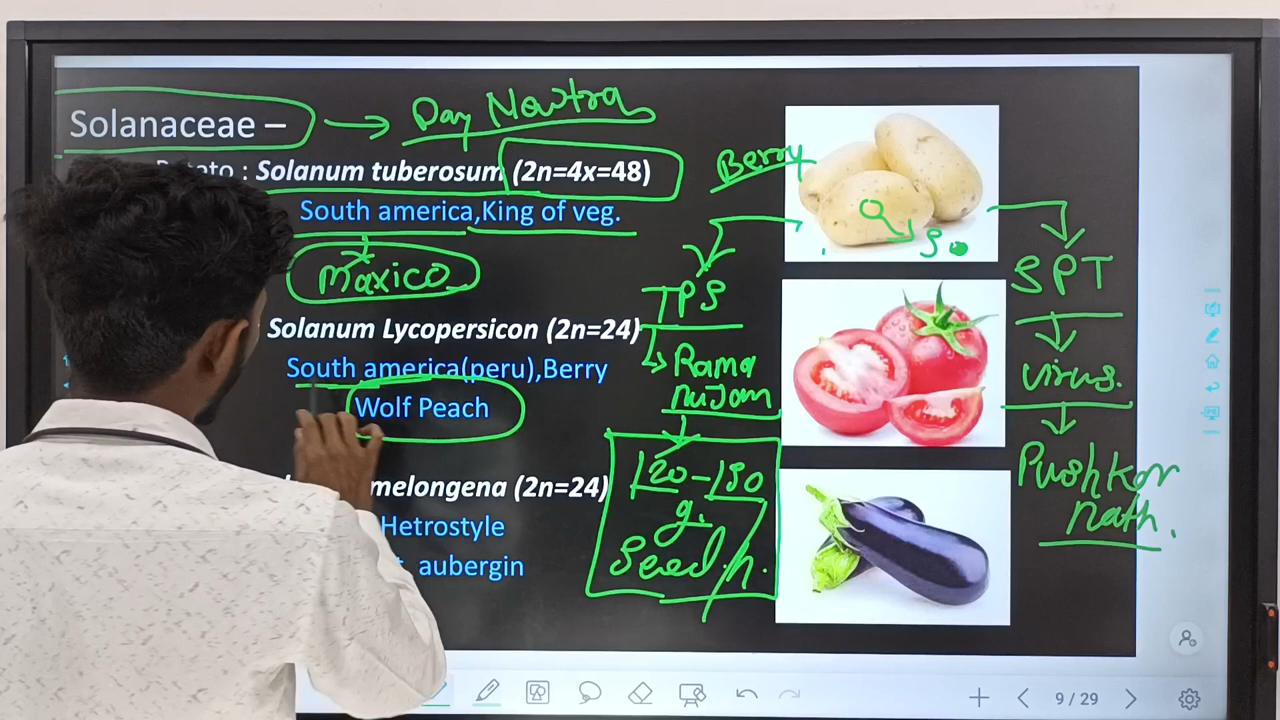 Solanaceae – → Day Newtra
: Solanum tuberosum (2n=4x=48)
South america,King of veg.
Maxico
Solanum Lycopersicon (2n=24)
South america(peru),Berry
Wolf Peach
melongena (2n=24)
Hetrostyle
aubergin
Berry
TPS
Rama
nujam
120-150
g.
Seed/h.
SPT
virus.
Pushkar
nath.
9 / 29